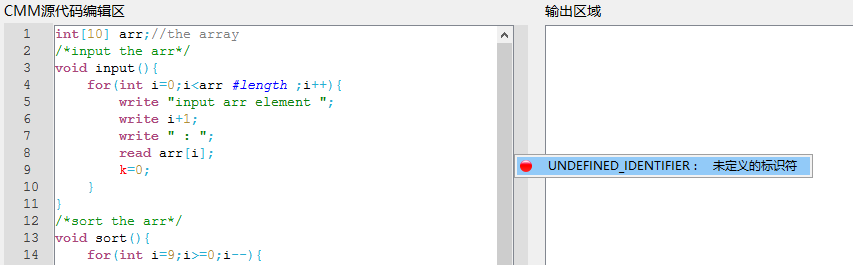 CMM源代码编辑区
输出区域
1 int[10] arr;//the array
2 /*input the arr*/
3 void input(){
4 for(int i=0;i<arr #length ;i++){
5 write "input arr element ";
6 write i+1;
7 write " : ";
8 read arr[i];
9 k=0;
10 }
11 }
12 /*sort the arr*/
13 void sort(){
14 for(int i=9;i>=0;i--){
UNDEFINED_IDENTIFIER： 未定义的标识符